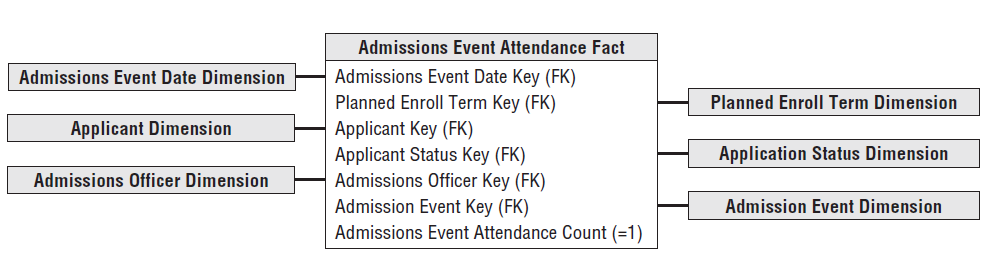 Admissions Event Attendance Fact
Admissions Event Date Dimension
Admissions Event Date Key (FK)
Planned Enroll Term Key (FK)
Planned Enroll Term Dimension
Applicant Dimension
Applicant Key (FK)
Applicant Status Key (FK)
Application Status Dimension
Admissions Officer Dimension
Admissions Officer Key (FK)
Admission Event Key (FK)
Admission Event Dimension
Admissions Event Attendance Count (=1)